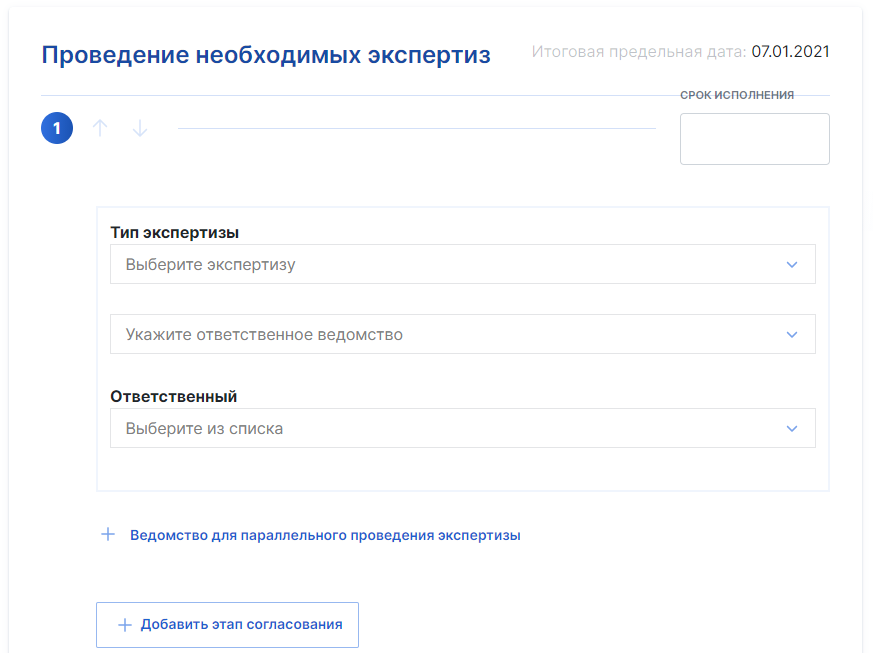 Проведение необходимых экспертиз
Итоговая предельная дата: 07.01.2021
СРОК ИСПОЛНЕНИЯ
1
Тип экспертизы
Выберите экспертизу
Укажите ответственное ведомство
Ответственный
Выберите из списка
Ведомство для параллельного проведения экспертизы
Добавить этап согласования